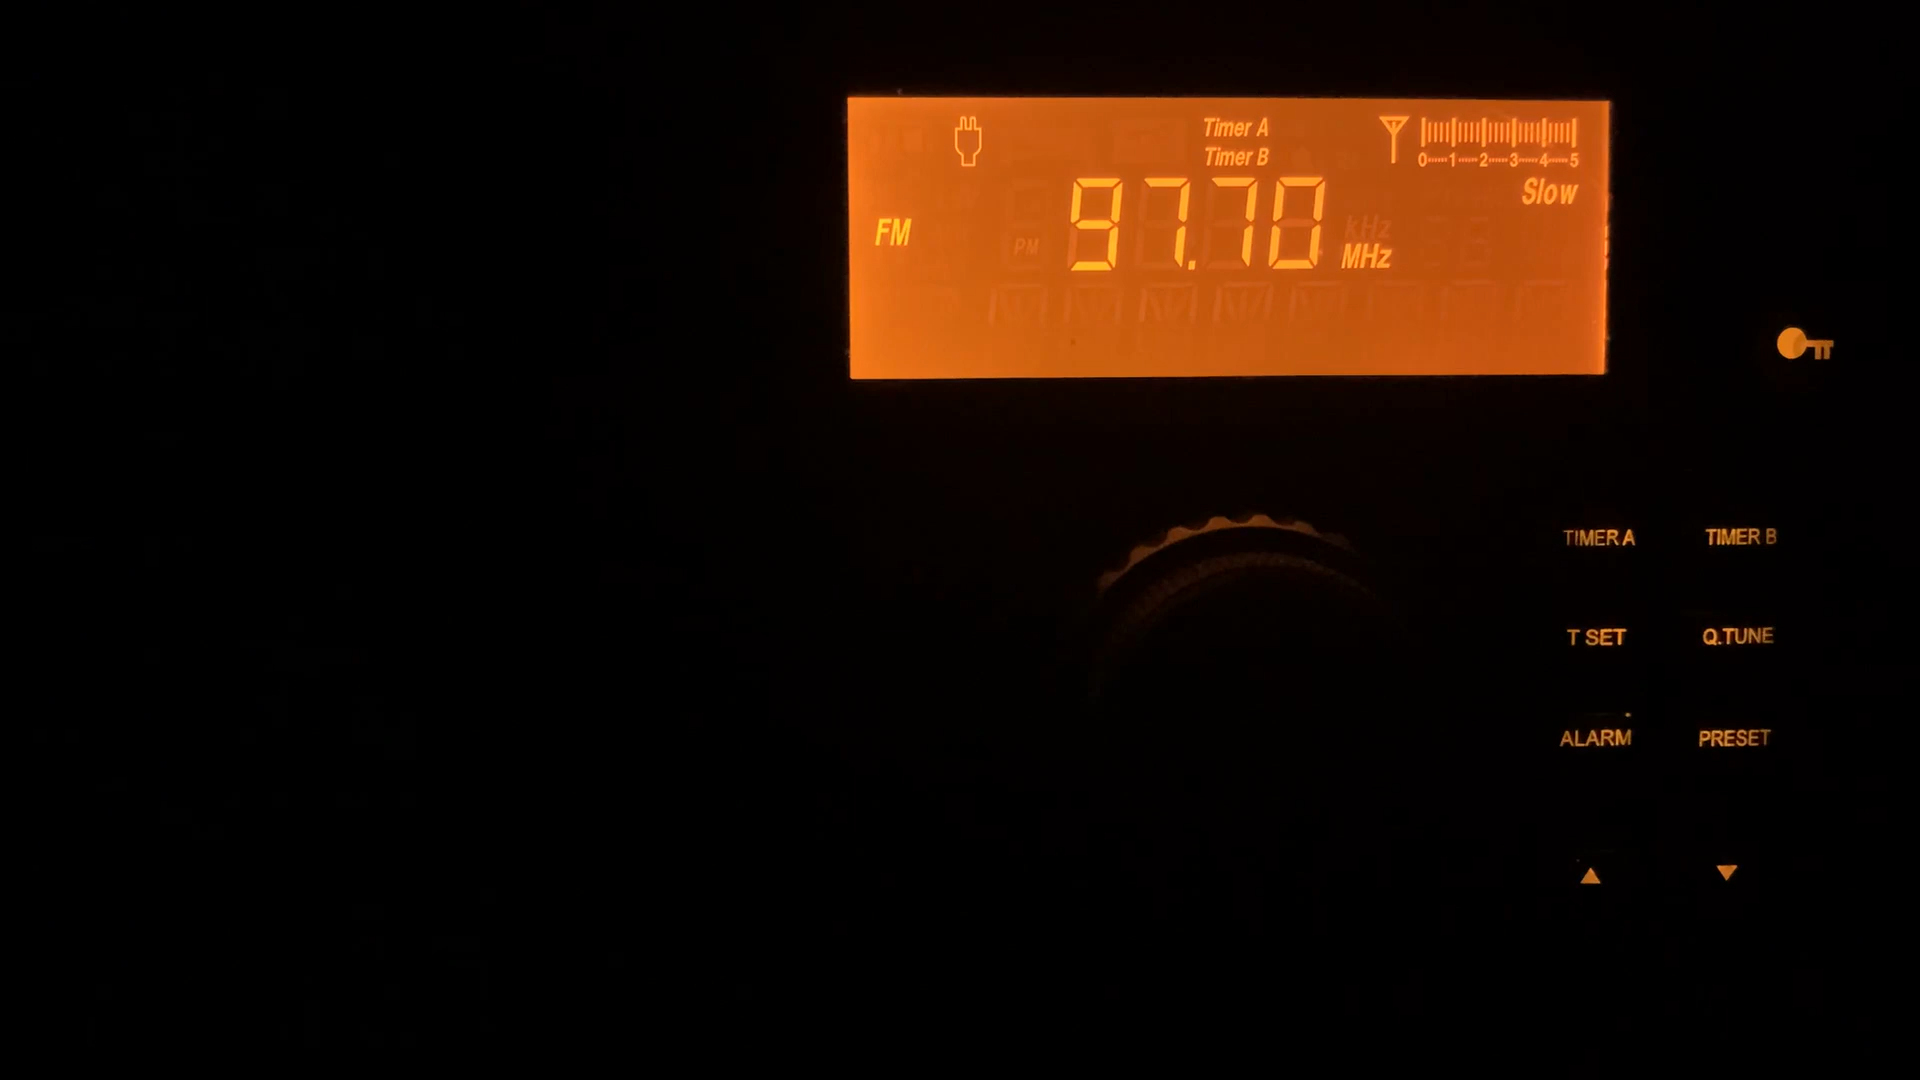 Timer A
Timer B
0 1 2 3 4 5
Slow
FM
PM
97.70
kHz
MHz
TIMER A
TIMER B
T SET
Q.TUNE
ALARM
PRESET